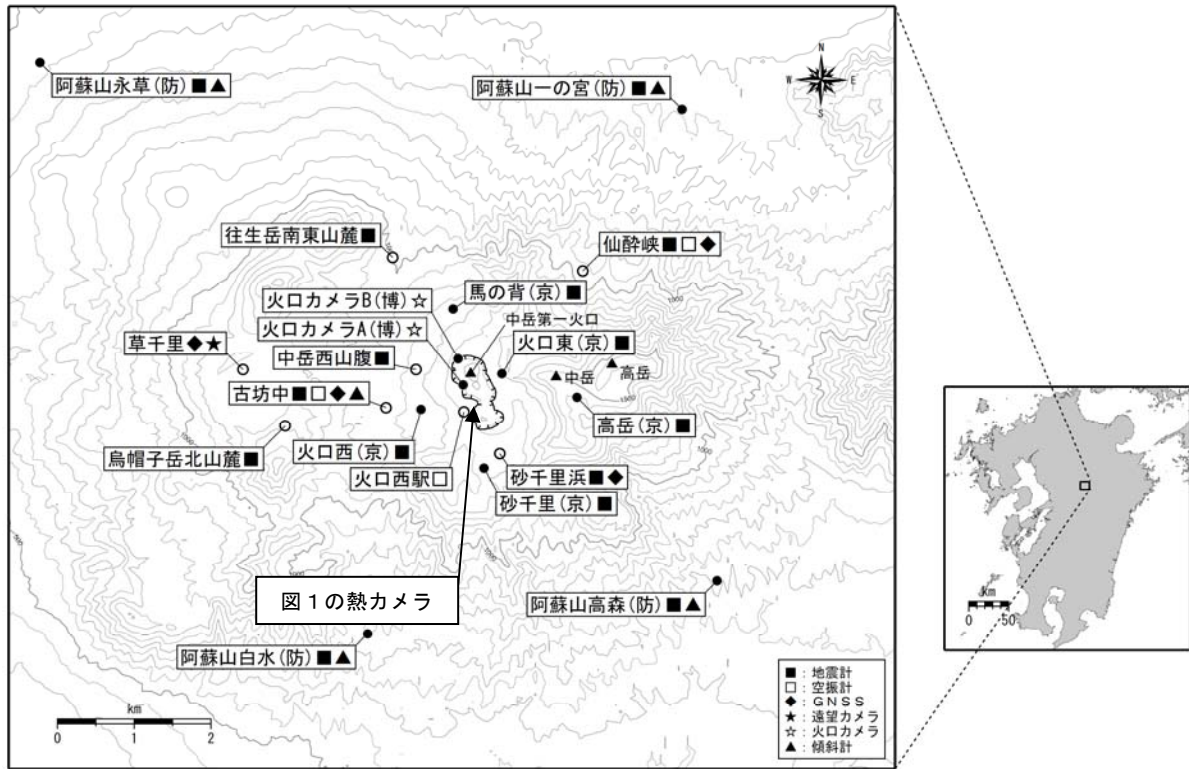 N
W E
S
阿蘇山永草(防)■▲
阿蘇山一の宮(防)■▲
往生岳南東山麓■
仙酔峡■□◆
火口カメラB(博)☆
馬の背(京)■
火口カメラA(博)☆
中岳第一火口
草千里◆★
中岳西山腹■
火口東(京)■
▲中岳
▲高岳
古坊中■□◆▲
高岳(京)■
烏帽子岳北山麓■
火口西(京)■
火口西駅□
砂千里浜■◆
砂千里(京)■
図1の熱カメラ
阿蘇山高森(防)■▲
阿蘇山白水(防)■▲
1000
1000
1500
1000
1000
1000
500
km
0 1 2
■：地震計
□：空振計
◆：GNSS
★：遠望カメラ
☆：火口カメラ
▲：傾斜計
km
0 50